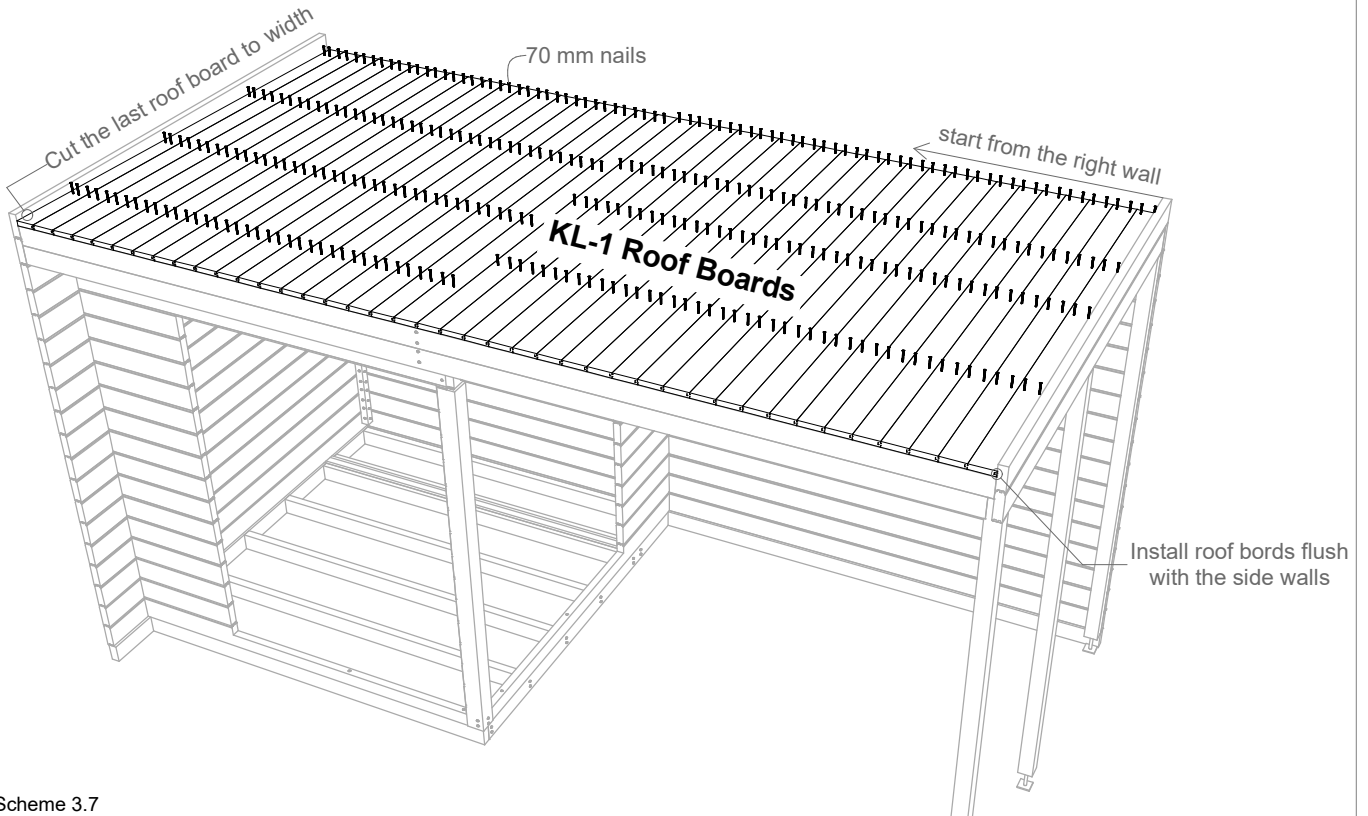 Cut the last roof board to width
70 mm nails
start from the right wall
KL-1 Roof Boards
Install roof bords flush
with the side walls
Scheme 3.7